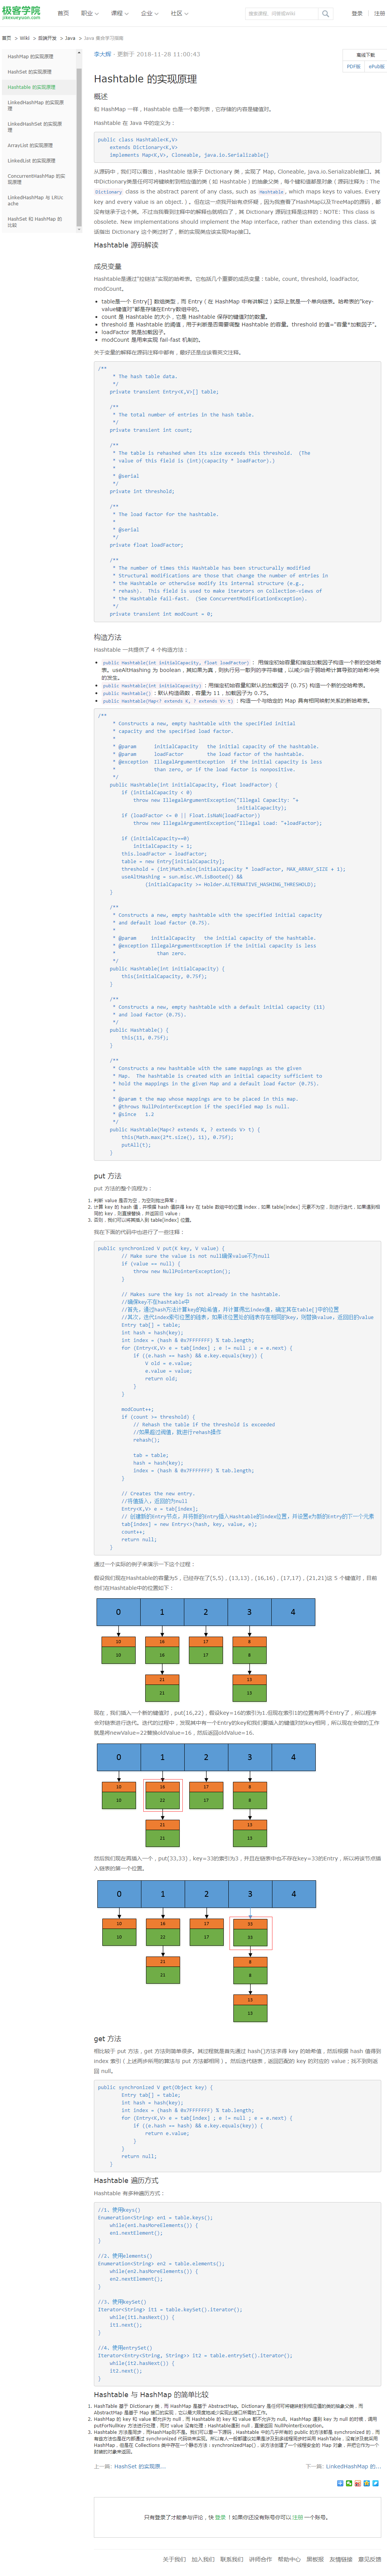 极客学院
jikexueyuan.com
首页 职业 课程 企业 社区
登录 注册
首页 > Wiki > 后端开发 > Java > Java 集合学习指南
HashMap 的实现原理
HashSet 的实现原理
Hashtable 的实现原理
LinkedHashMap 的实现原
理
LinkedHashSet 的实现原
理
ArrayList 的实现原理
LinkedList 的实现原理
ConcurrentHashMap 的实
现原理
LinkedHashMap 与 LRUc
ache
HashSet 和 HashMap 的
比较
李大辉 · 更新于 2018-11-28 11:00:43
离线下载
PDF版 ePub版
Hashtable 的实现原理
概述
和 HashMap 一样，Hashtable 也是一个散列表，它存储的内容是键值对。
Hashtable 在 Java 中的定义为：
public class Hashtable<K,V>
extends Dictionary<K,V>
implements Map<K,V>, Cloneable, java.io.Serializable{}
从源码中，我们可以看出，Hashtable 继承于 Dictionary 类，实现了 Map, Cloneable, java.io.Serializable接口。其
中Dictionary类是任何可将键映射到相应值的类（如 Hashtable ）的抽象父类，每个键和值都是对象（源码注释为：The
Dictionary class is the abstract parent of any class, such as Hashtable, which maps keys to values. Every
key and every value is an object.）。但在这一点我开始有点怀疑，因为我查看了HashMap以及TreeMap的源码，都
没有继承于这个类。不过当我看到注释中的解释也就明白了，其 Dictionary 源码注释是这样的：NOTE: This class is
obsolete. New implementations should implement the Map interface, rather than extending this class. 该
话指出 Dictionary 这个类过时了，新的实现类应该实现Map接口。
Hashtable 源码解读
成员变量
Hashtable是通过"拉链法"实现的哈希表。它包括几个重要的成员变量：table, count, threshold, loadFactor,
modCount。
• table是一个 Entry[] 数组类型，而 Entry（在 HashMap 中有讲解过）实际上就是一个单向链表。哈希表的"key-
value键值对"都是存储在Entry数组中的。
• count 是 Hashtable 的大小，它是 Hashtable 保存的键值对的数量。
• threshold 是 Hashtable 的阈值，用于判断是否需要调整 Hashtable 的容量。threshold 的值="容量*加载因子"。
• loadFactor 就是加载因子。
• modCount 是用来实现 fail-fast 机制的。
关于变量的解释在源码注释中都有，最好还是应该看英文注释。
/**
* The hash table data.
*/
private transient Entry<K,V>[] table;
/**
* The total number of entries in the hash table.
*/
private transient int count;
/**
* The table is rehashed when its size exceeds this threshold. (The
* value of this field is (int)(capacity * loadFactor).)
*
* @serial
*/
private int threshold;
/**
* The load factor for the hashtable.
*
* @serial
*/
private float loadFactor;
/**
* The number of times this Hashtable has been structurally modified
* Structural modifications are those that change the number of entries in
* the Hashtable or otherwise modify its internal structure (e.g.,
* rehash). This field is used to make iterators on Collection-views of
* the Hashtable fail-fast. (See ConcurrentModificationException).
*/
private transient int modCount = 0;
构造方法
Hashtable 一共提供了 4 个构造方法：
• public Hashtable(int initialCapacity, float loadFactor) ： 用指定初始容量和指定加载因子构造一个新的空哈希
表。useAltHashing 为 boolean，其如果为真，则执行另一散列的字符串键，以减少由于弱哈希计算导致的哈希冲突
的发生。
• public Hashtable(int initialCapacity) ：用指定初始容量和默认的加载因子 (0.75) 构造一个新的空哈希表。
• public Hashtable() ：默认构造函数，容量为 11，加载因子为 0.75。
• public Hashtable(Map<? extends K, ? extends V> t) ：构造一个与给定的 Map 具有相同映射关系的新哈希表。
/**
* Constructs a new, empty hashtable with the specified initial
* capacity and the specified load factor.
*
* @param initialCapacity the initial capacity of the hashtable.
* @param loadFactor the load factor of the hashtable.
* @exception IllegalArgumentException if the initial capacity is less
* than zero, or if the load factor is nonpositive.
*/
public Hashtable(int initialCapacity, float loadFactor) {
if (initialCapacity < 0)
throw new IllegalArgumentException("Illegal Capacity: "+
initialCapacity);
if (loadFactor <= 0 || Float.isNaN(loadFactor))
throw new IllegalArgumentException("Illegal Load: "+loadFactor);
if (initialCapacity==0)
initialCapacity = 1;
this.loadFactor = loadFactor;
table = new Entry[initialCapacity];
threshold = (int)Math.min(initialCapacity * loadFactor, MAX_ARRAY_SIZE + 1);
useAltHashing = sun.misc.VM.isBooted() &&
(initialCapacity >= Holder.ALTERNATIVE_HASHING_THRESHOLD);
}
/**
* Constructs a new, empty hashtable with the specified initial capacity
* and default load factor (0.75).
*
* @param initialCapacity the initial capacity of the hashtable.
* @exception IllegalArgumentException if the initial capacity is less
* than zero.
*/
public Hashtable(int initialCapacity) {
this(initialCapacity, 0.75f);
}
/**
* Constructs a new, empty hashtable with a default initial capacity (11)
* and load factor (0.75).
*/
public Hashtable() {
this(11, 0.75f);
}
/**
* Constructs a new hashtable with the same mappings as the given
* Map. The hashtable is created with an initial capacity sufficient to
* hold the mappings in the given Map and a default load factor (0.75).
*
* @param t the map whose mappings are to be placed in this map.
* @throws NullPointerException if the specified map is null.
* @since 1.2
*/
public Hashtable(Map<? extends K, ? extends V> t) {
this(Math.max(2*t.size(), 11), 0.75f);
putAll(t);
}
put 方法
put 方法的整个流程为：
1. 判断 value 是否为空，为空则抛出异常；
2. 计算 key 的 hash 值，并根据 hash 值获得 key 在 table 数组中的位置 index，如果 table[index] 元素不为空，则进行迭代，如果遇到相
同的 key，则直接替换，并返回旧 value；
3. 否则，我们可以将其插入到 table[index] 位置。
我在下面的代码中也进行了一些注释：
public synchronized V put(K key, V value) {
// Make sure the value is not null确保value不为null
if (value == null) {
throw new NullPointerException();
}
// Makes sure the key is not already in the hashtable.
//确保key不在hashtable中
//首先，通过hash方法计算key的哈希值，并计算得出index值，确定其在table[]中的位置
//其次，迭代index索引位置的链表，如果该位置处的链表存在相同的key，则替换value，返回旧的value
Entry tab[] = table;
int hash = hash(key);
int index = (hash & 0x7FFFFFFF) % tab.length;
for (Entry<K,V> e = tab[index] ; e != null ; e = e.next) {
if ((e.hash == hash) && e.key.equals(key)) {
V old = e.value;
e.value = value;
return old;
}
}
modCount++;
if (count >= threshold) {
// Rehash the table if the threshold is exceeded
//如果超过阀值，就进行rehash操作
rehash();
tab = table;
hash = hash(key);
index = (hash & 0x7FFFFFFF) % tab.length;
}
// Creates the new entry.
//将值插入，返回的为null
Entry<K,V> e = tab[index];
// 创建新的Entry节点，并将新的Entry插入Hashtable的index位置，并设置e为新的Entry的下一个元素
tab[index] = new Entry<>(hash, key, value, e);
count++;
return null;
}
通过一个实际的例子来演示一下这个过程：
假设我们现在Hashtable的容量为5，已经存在了(5,5)，(13,13)，(16,16)，(17,17)，(21,21)这 5 个键值对，目前
他们在Hashtable中的位置如下：
0 1 2 3 4
10 16 17 8
10 16 17 8
21 13
21 13
现在，我们插入一个新的键值对，put(16,22)，假设key=16的索引为1.但现在索引1的位置有两个Entry了，所以程序
会对链表进行迭代。迭代的过程中，发现其中有一个Entry的key和我们要插入的键值对的key相同，所以现在会做的工作
就是将newValue=22替换oldValue=16，然后返回oldValue=16.
0 1 2 3 4
10 16 17 8
10 22 17 8
21 13
21 13
然后我们现在再插入一个，put(33,33)，key=33的索引为3，并且在链表中也不存在key=33的Entry，所以将该节点插
入链表的第一个位置。
0 1 2 3 4
10 16 17 33
10 22 17 33
21 8
21 8
13
13
get 方法
相比较于 put 方法，get 方法则简单很多。其过程就是首先通过 hash()方法求得 key 的哈希值，然后根据 hash 值得到
index 索引（上述两步所用的算法与 put 方法都相同）。然后迭代链表，返回匹配的 key 的对应的 value；找不到则返
回 null。
public synchronized V get(Object key) {
Entry tab[] = table;
int hash = hash(key);
int index = (hash & 0x7FFFFFFF) % tab.length;
for (Entry<K,V> e = tab[index] ; e != null ; e = e.next) {
if ((e.hash == hash) && e.key.equals(key)) {
return e.value;
}
}
return null;
}
Hashtable 遍历方式
Hashtable 有多种遍历方式：
//1、使用keys()
Enumeration<String> en1 = table.keys();
while(en1.hasMoreElements()) {
en1.nextElement();
}
//2、使用elements()
Enumeration<String> en2 = table.elements();
while(en2.hasMoreElements()) {
en2.nextElement();
}
//3、使用keySet()
Iterator<String> it1 = table.keySet().iterator();
while(it1.hasNext()) {
it1.next();
}
//4、使用entrySet()
Iterator<Entry<String, String>> it2 = table.entrySet().iterator();
while(it2.hasNext()) {
it2.next();
}
Hashtable 与 HashMap 的简单比较
1. HashTable 基于 Dictionary 类，而 HashMap 是基于 AbstractMap。Dictionary 是任何可将键映射到相应值的类的抽象父类，而
AbstractMap 是基于 Map 接口的实现，它以最大限度地减少实现此接口所需的工作。
2. HashMap 的 key 和 value 都允许为 null，而 Hashtable 的 key 和 value 都不允许为 null。HashMap 遇到 key 为 null 的时候，调用
putForNullKey 方法进行处理，而对 value 没有处理；Hashtable遇到 null，直接返回 NullPointerException。
3. Hashtable 方法是同步，而HashMap则不是。我们可以看一下源码，Hashtable 中的几乎所有的 public 的方法都是 synchronized 的，而
有些方法也是在内部通过 synchronized 代码块来实现。所以有人一般都建议如果是涉及到多线程同步时采用 HashTable，没有涉及就采用
HashMap，但是在 Collections 类中存在一个静态方法：synchronizedMap()，该方法创建了一个线程安全的 Map 对象，并把它作为一个
封装的对象来返回。
上一篇: HashSet 的实现原... 下一篇: LinkedHashMap 的...
只有登录了才能参与评论，快 登录！如果你还没有账号你可以 注册 一个账号。
关于我们 加入我们 联系我们 讲师合作 帮助中心 黑板报 友情链接 意见反馈